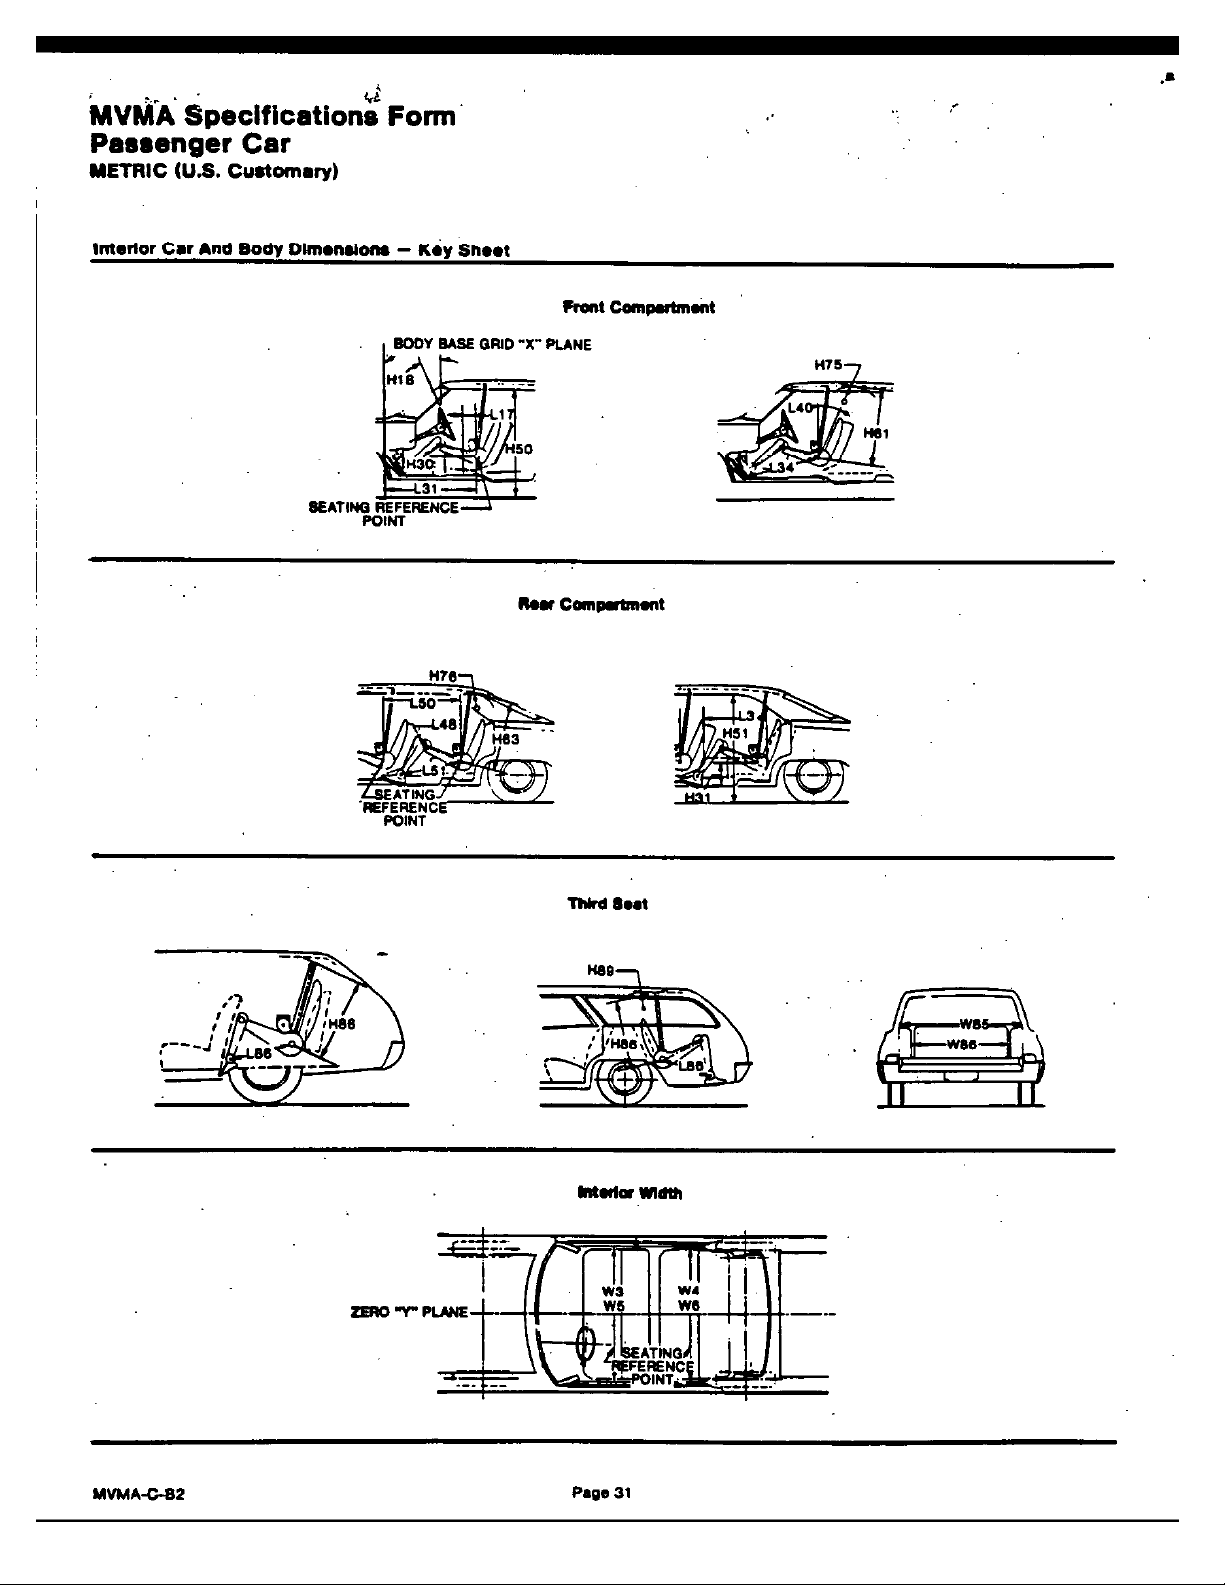 MVMA Specifications Form
Passenger Car
METRIC (U.S. Customary)
Interior Car And Body Dimensions — Key Sheet
Front Compartment
BODY BASE GRID "X" PLANE
H18
L17
H50
H30
L31
SEATING REFERENCE
POINT
H75
L40
H61
L34
Rear Compartment
H76
L50
L48
H63
L51
SEATING
REFERENCE
POINT
L3
H51
H31
Third Seat
H86
L86
H89
H86
L86
W85
W86
Interior Width
ZERO "Y" PLANE
W3
W5
W4
W6
SEATING
REFERENCE
POINT
MVMA-C-82
Page 31